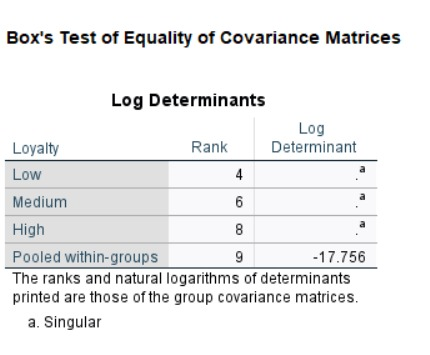 Box's Test of Equality of Covariance Matrices
Log Determinants
Loyalty Rank Log Determinant
Low 4 .a
Medium 6 .a
High 8 .a
Pooled within-groups 9 -17.756
The ranks and natural logarithms of determinants
printed are those of the group covariance matrices.
a. Singular